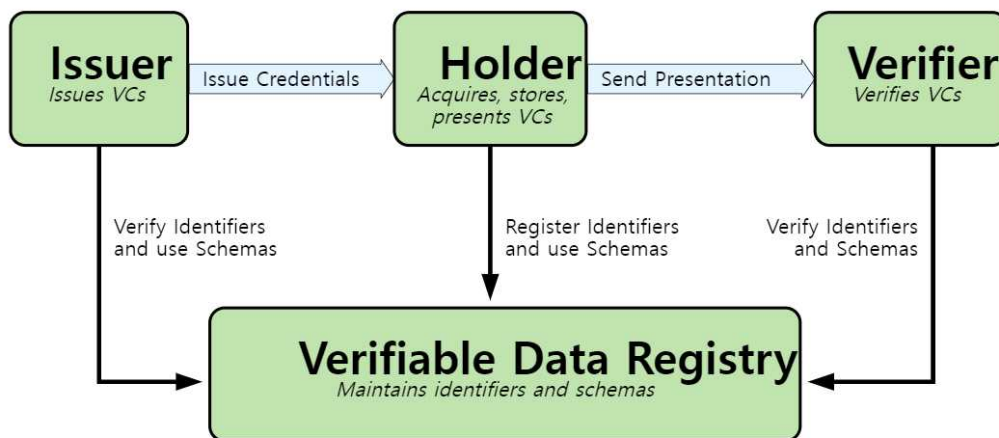 Issuer
Issues VCs
Issue Credentials
Holder
Acquires, stores,
presents VCs
Send Presentation
Verifier
Verifies VCs
Verify Identifiers
and use Schemas
Register Identifiers
and use Schemas
Verify Identifiers
and Schemas
Verifiable Data Registry
Maintains identifiers and schemas